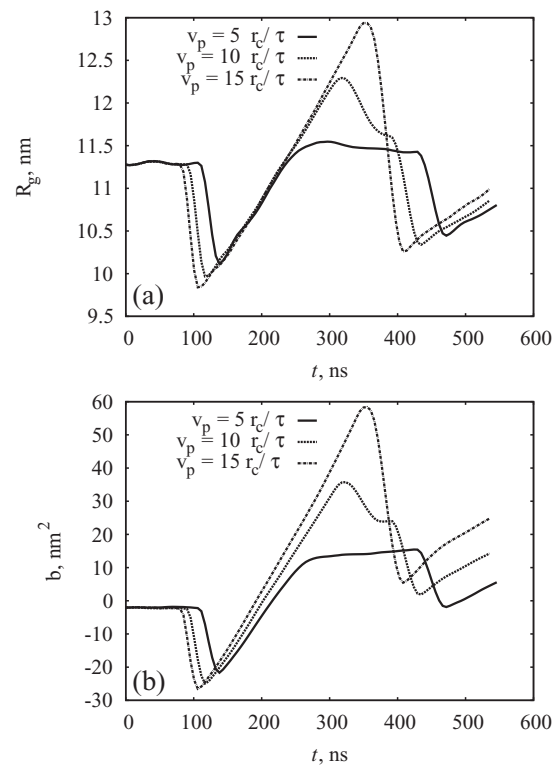 13
12.5
12
11.5
11
10.5
10
9.5
R_g, nm
v_p = 5 r_c/ τ
v_p = 10 r_c/ τ
v_p = 15 r_c/ τ
(a)
0 100 200 300 400 500 600
t, ns
60
50
40
30
20
10
0
-10
-20
-30
b, nm²
v_p = 5 r_c/ τ
v_p = 10 r_c/ τ
v_p = 15 r_c/ τ
(b)
0 100 200 300 400 500 600
t, ns